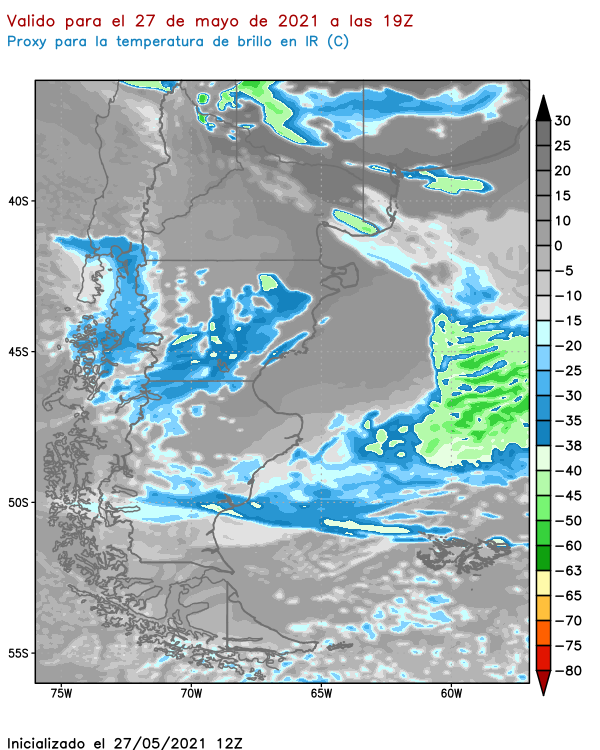 Valido para el 27 de mayo de 2021 a las 19Z
Proxy para la temperatura de brillo en IR (C)
30
25
20
15
10
0
−5
−10
−15
−20
−25
−30
−35
−38
−40
−45
−50
−60
−63
−65
−70
−75
−80
40S
45S
50S
55S
75W
70W
65W
60W
Inicializado el 27/05/2021 12Z